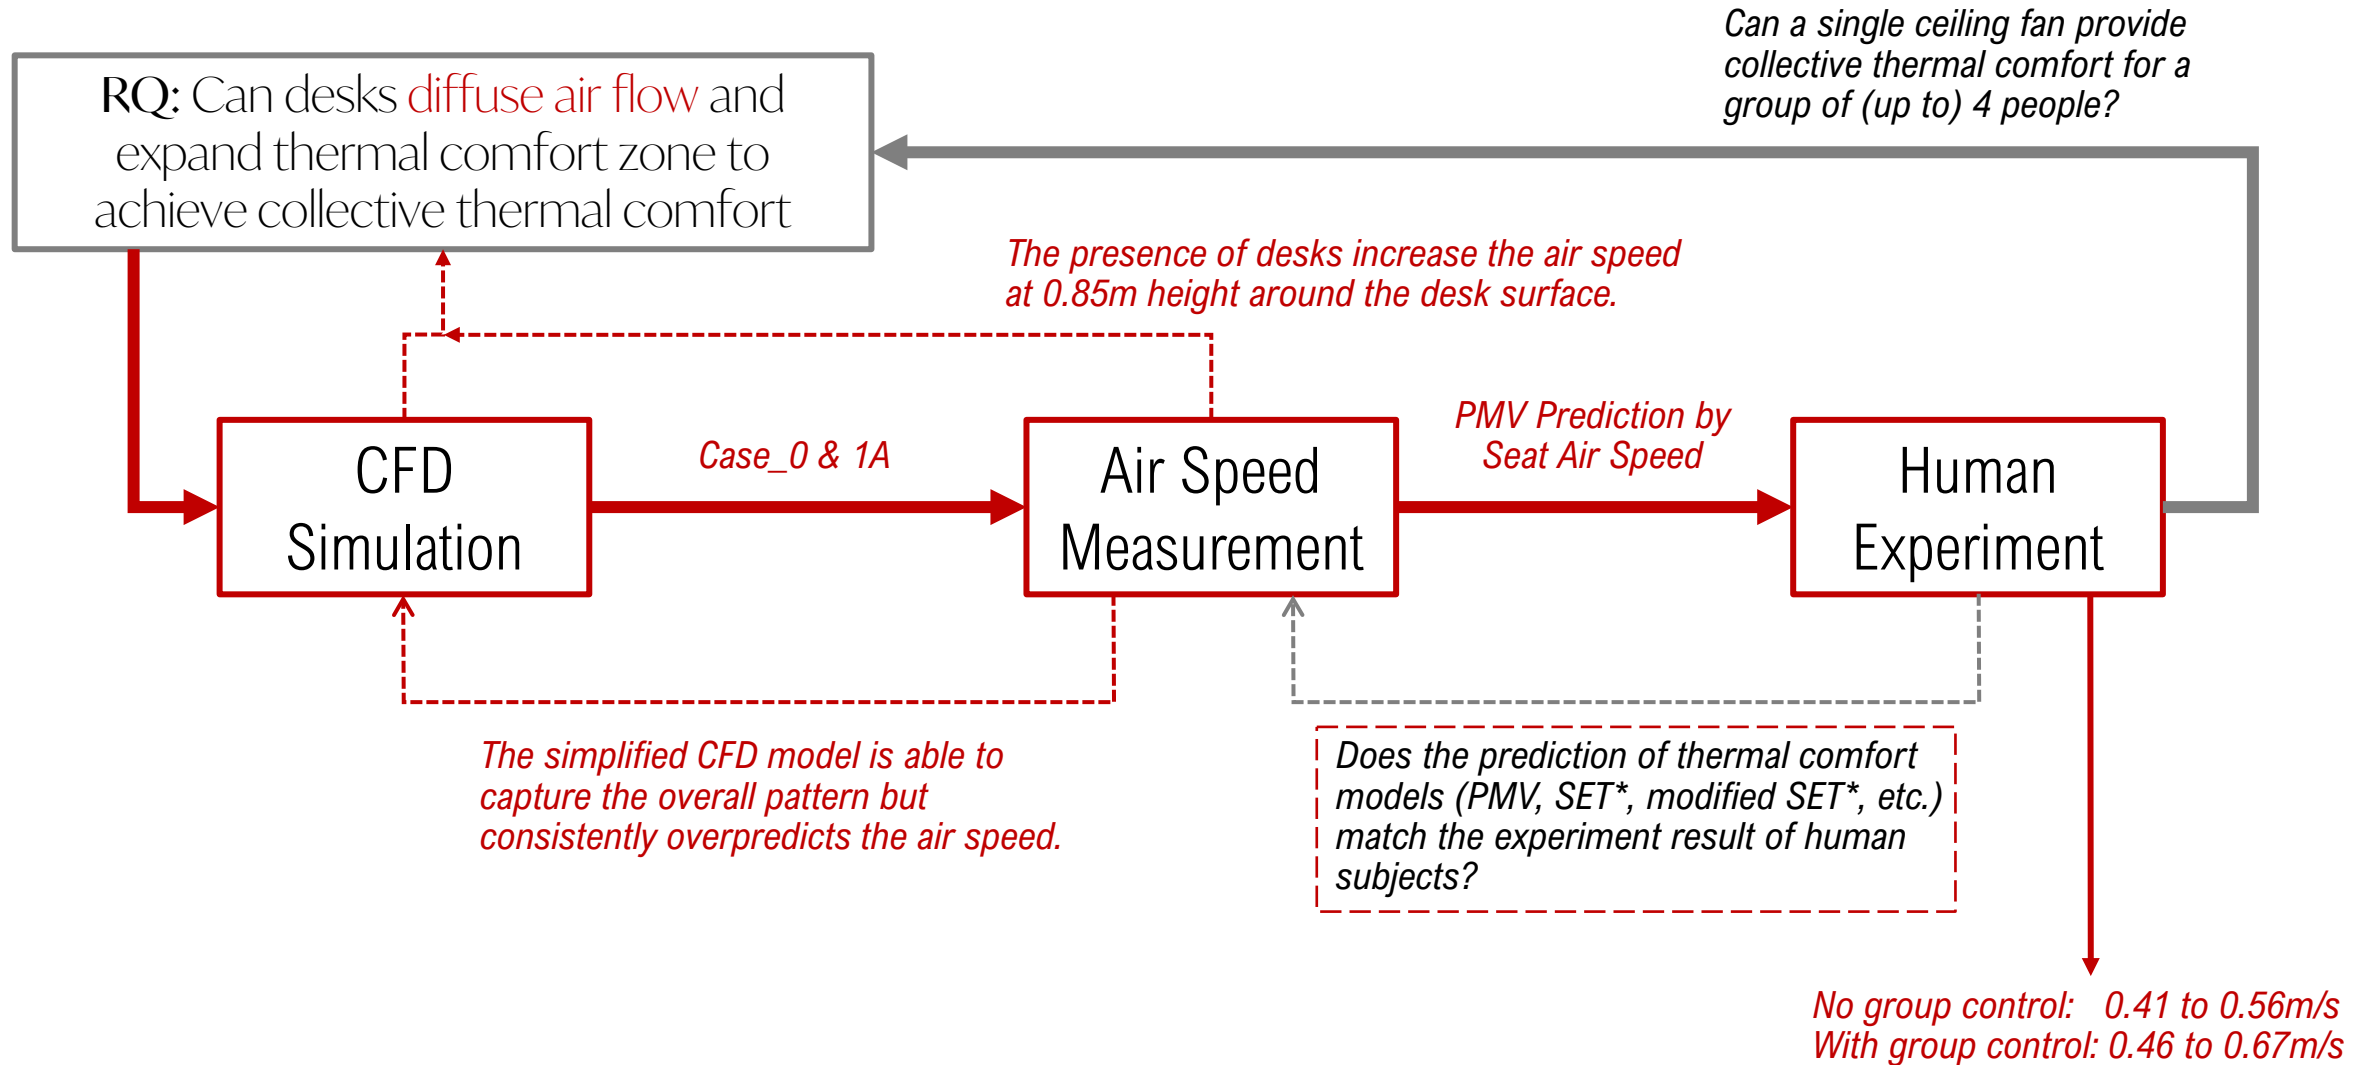 Can a single ceiling fan provide
collective thermal comfort for a
group of (up to) 4 people?
RQ: Can desks diffuse air flow and
expand thermal comfort zone to
achieve collective thermal comfort
The presence of desks increase the air speed
at 0.85m height around the desk surface.
CFD
Simulation
Case_0 & 1A
Air Speed
Measurement
PMV Prediction by
Seat Air Speed
Human
Experiment
The simplified CFD model is able to
capture the overall pattern but
consistently overpredicts the air speed.
Does the prediction of thermal comfort
models (PMV, SET*, modified SET*, etc.)
match the experiment result of human
subjects?
No group control: 0.41 to 0.56m/s
With group control: 0.46 to 0.67m/s